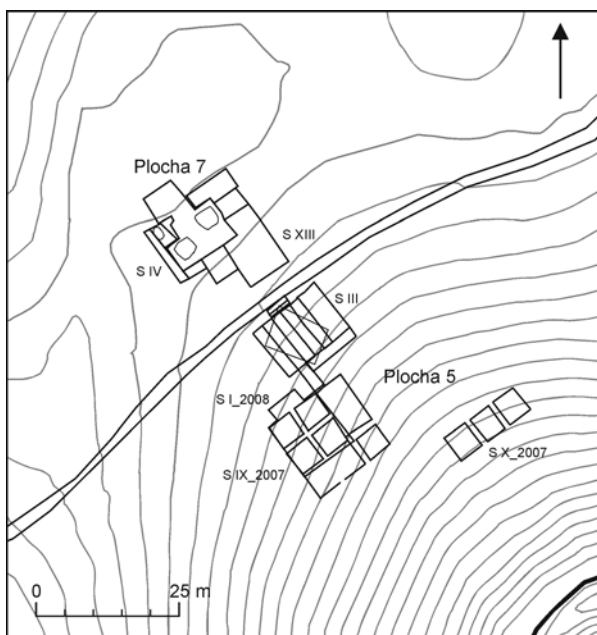 Plocha 7
S XIII
S IV
S III
Plocha 5
S I_2008
S X_2007
S IX_2007
0 25 m